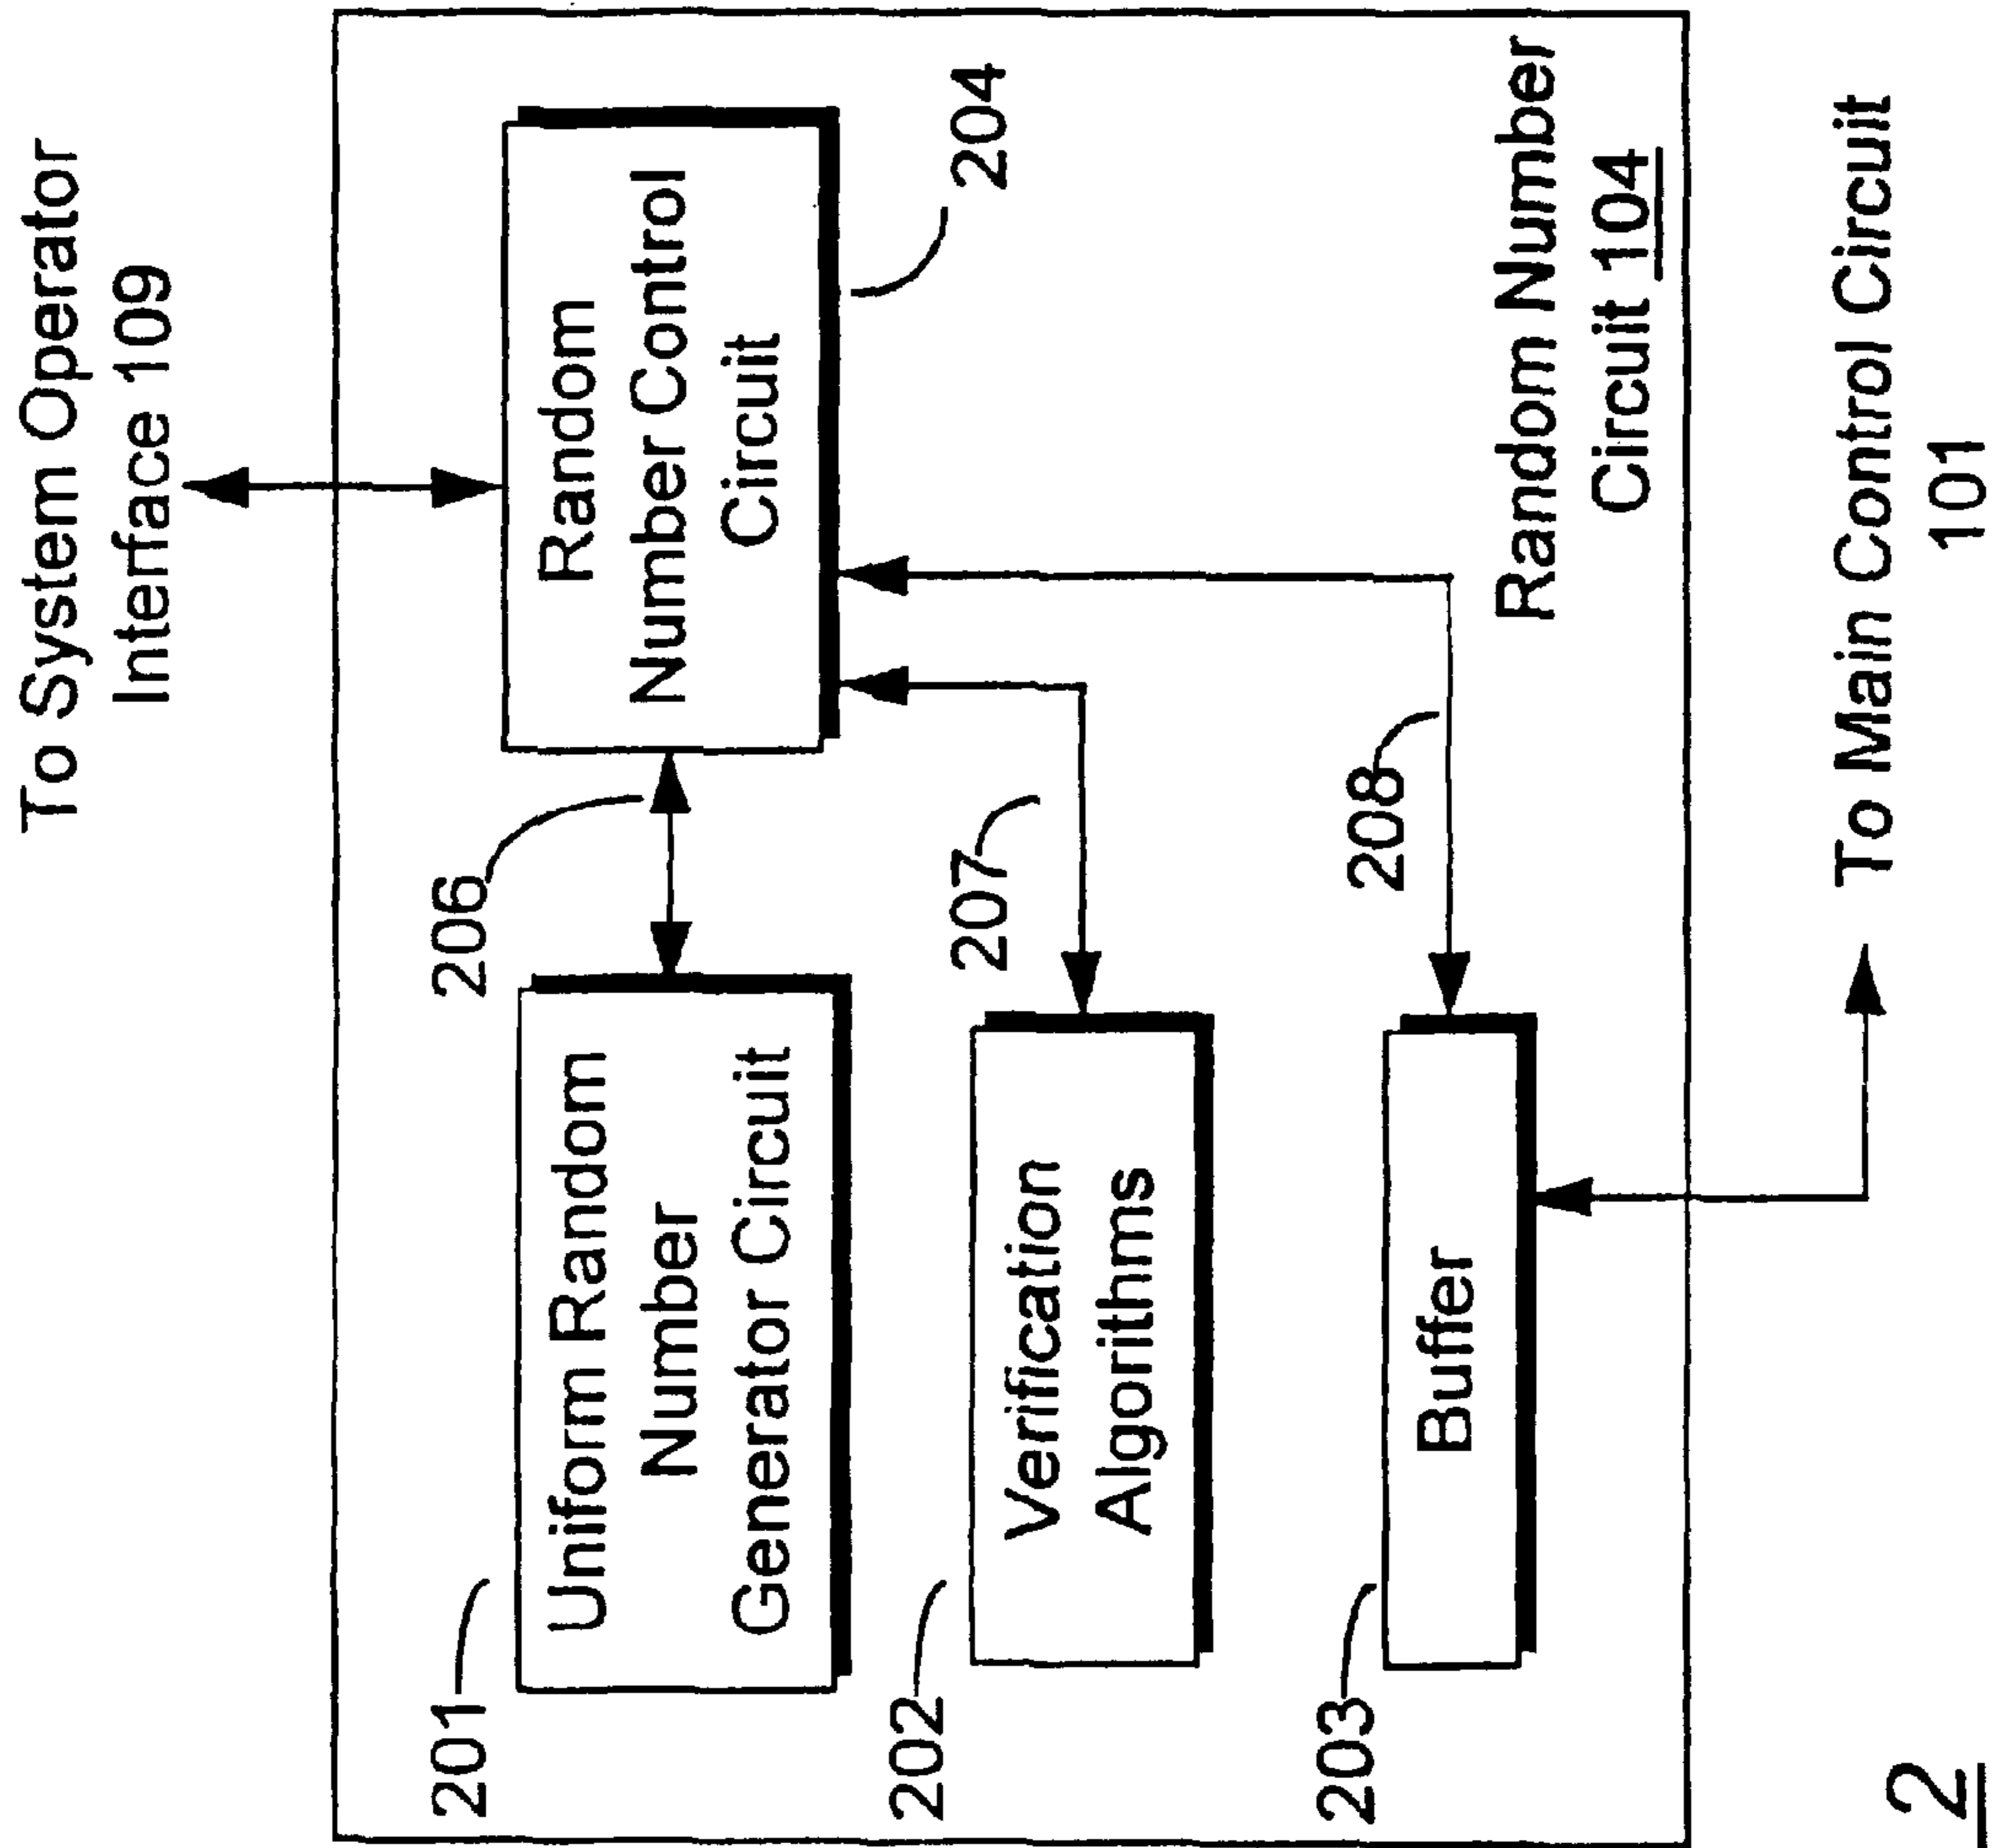 To System Operator
Interface 109
201
Uniform Random
Number
Generator Circuit
206
Random
Number Control
Circuit
204
202
Verification
Algorithms
207
203
Buffer
208
Random Number
Circuit 104
To Main Control Circuit
101
2